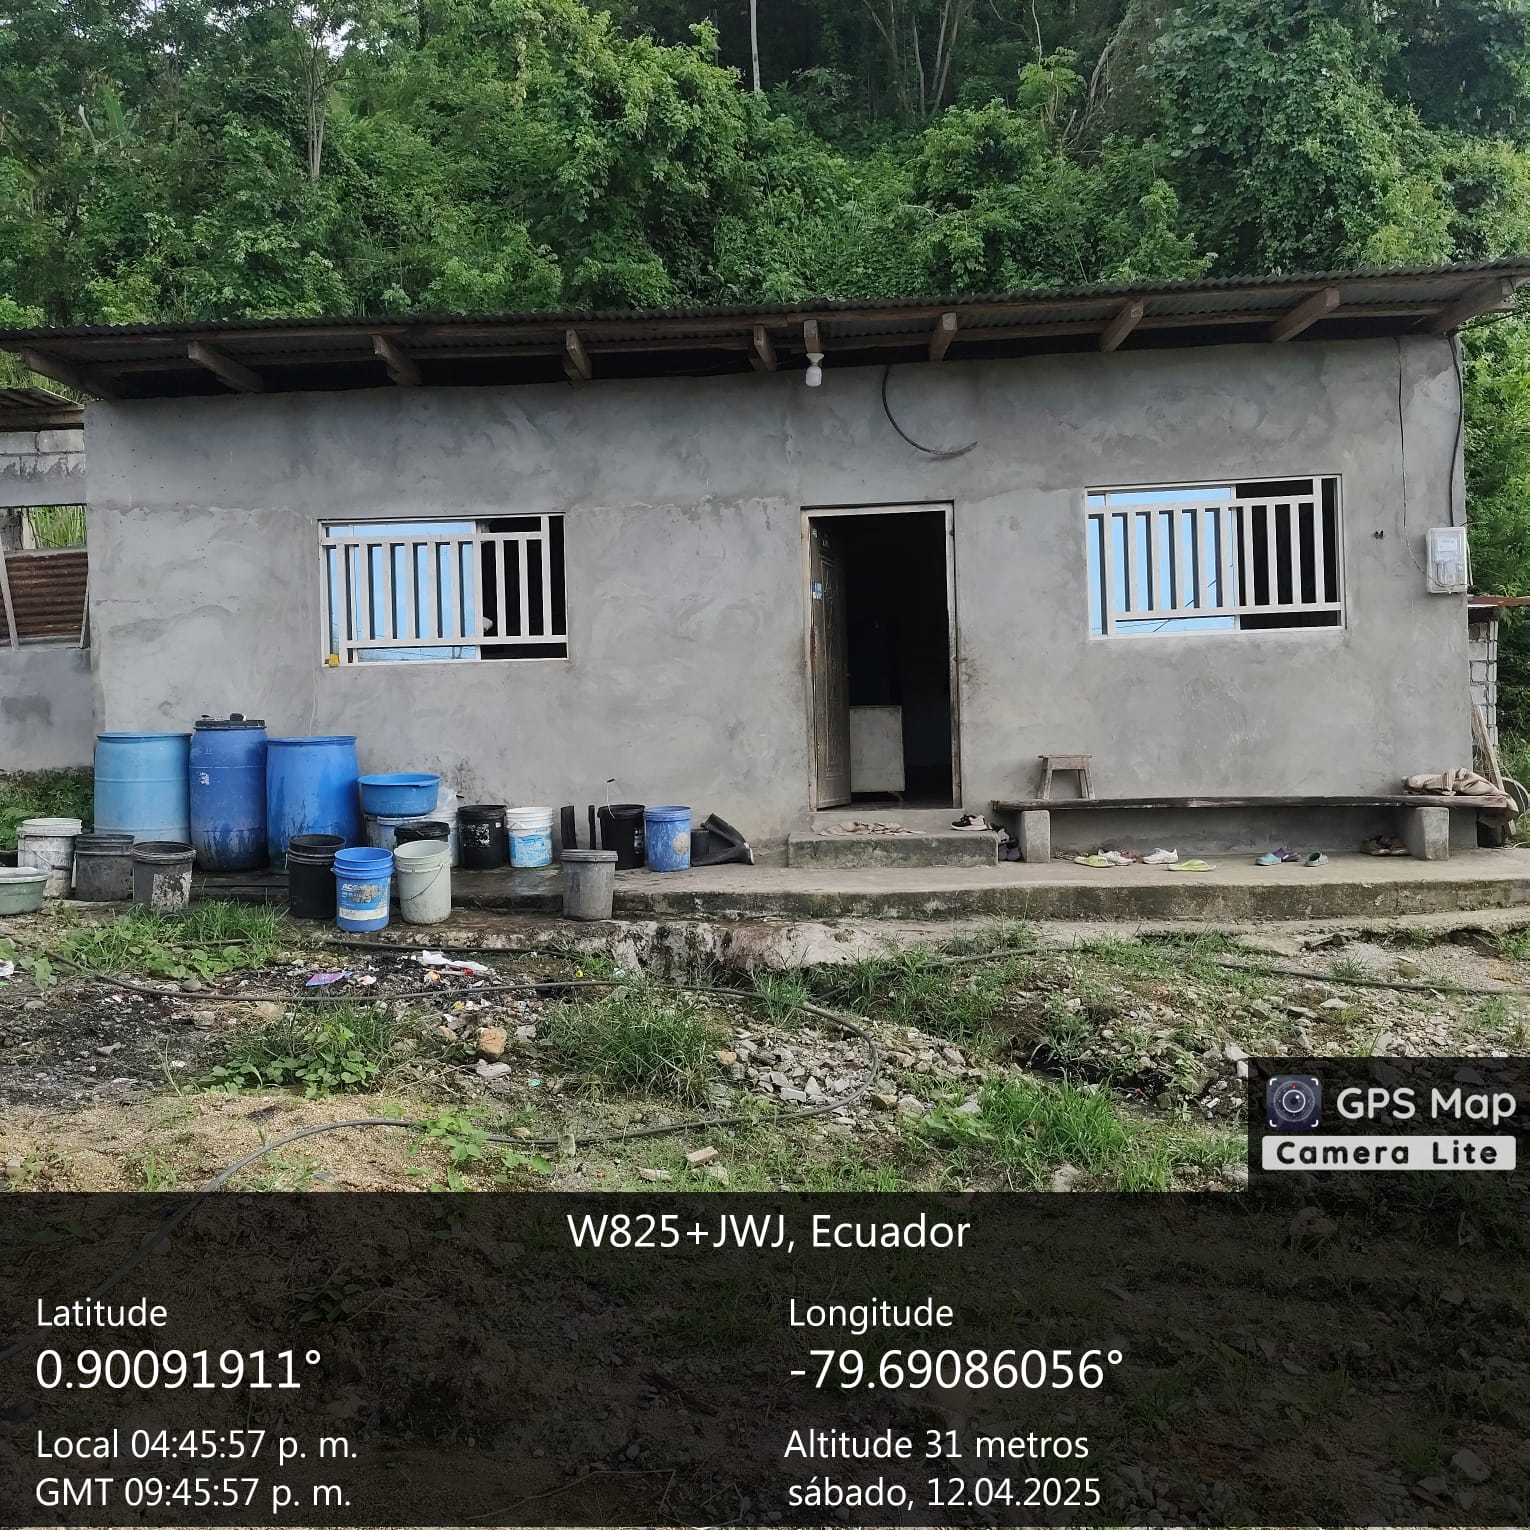 GPS Map
Camera Lite
W825+JWJ, Ecuador
Latitude
0.90091911°
Longitude
-79.69086056°
Local 04:45:57 p. m.
GMT 09:45:57 p. m.
Altitude 31 metros
sábado, 12.04.2025